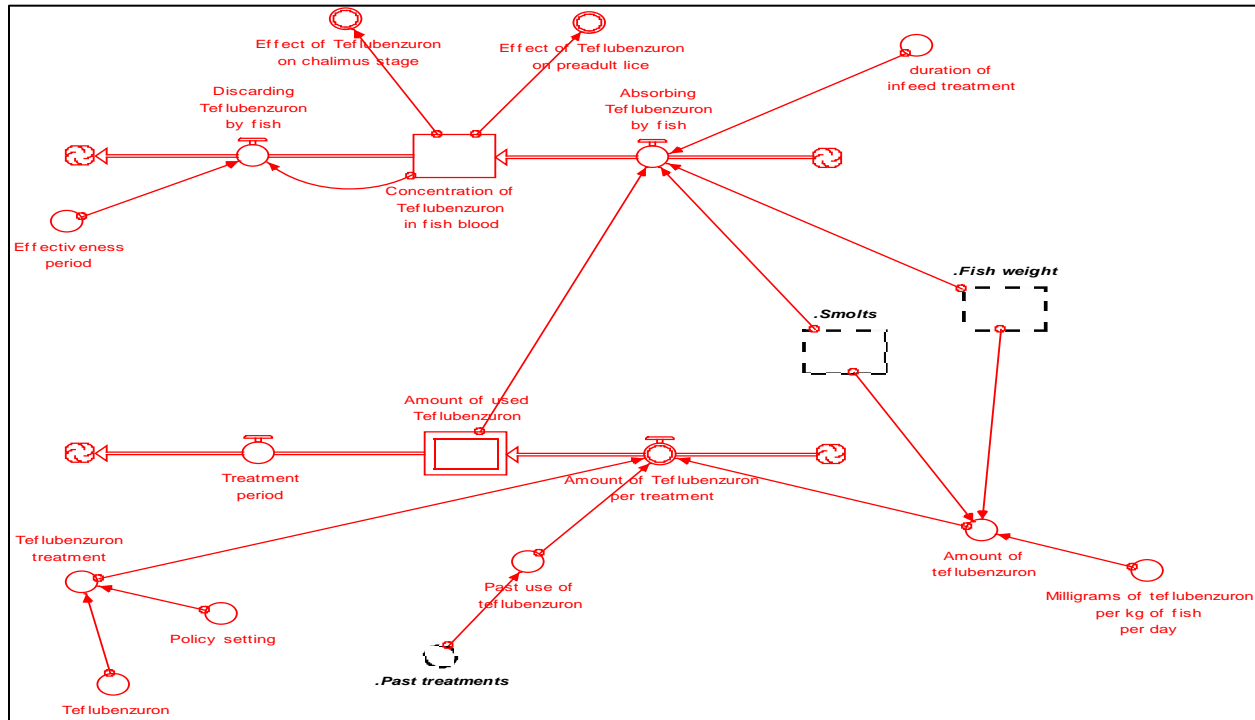 Effect of Teflubenzuron
on chalimus stage
Effect of Teflubenzuron
on preadult lice
duration of
infeed treatment
Discarding
Teflubenzuron
by fish
Absorbing
Teflubenzuron
by fish
Concentration of
Teflubenzuron
in fish blood
Effectiveness
period
.Fish weight
.Smolts
Amount of used
Teflubenzuron
Treatment
period
Amount of Teflubenzuron
per treatment
Teflubenzuron
treatment
Past use of
teflubenzuron
Amount of
teflubenzuron
Milligrams of teflubenzuron
per kg of fish
per day
Policy setting
.Past treatments
Teflubenzuron